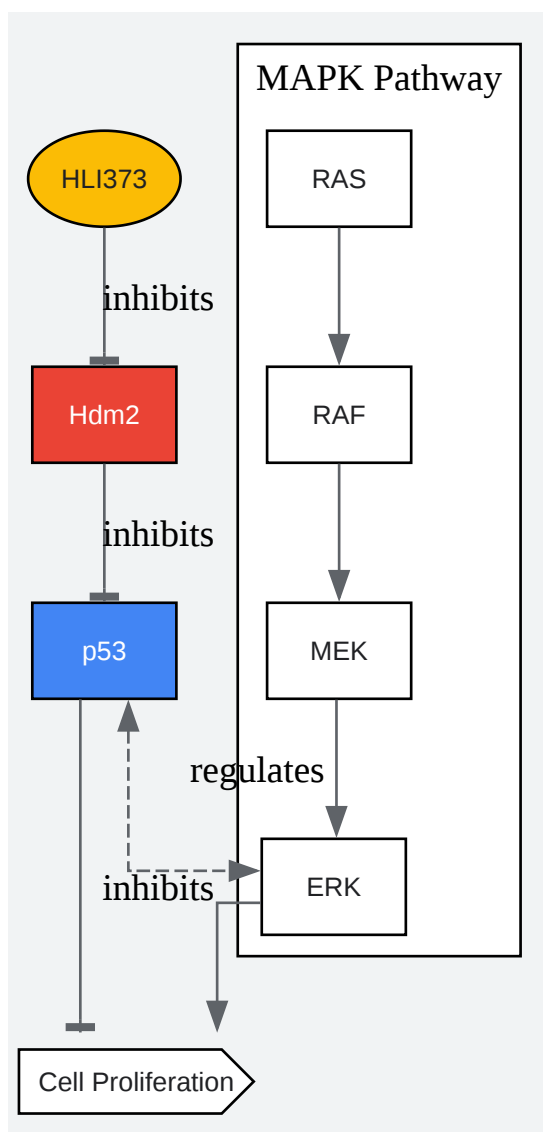 MAPK Pathway
HLI373
RAS
inhibits
Hdm2
RAF
inhibits
p53
MEK
regulates
inhibits
ERK
Cell Proliferation